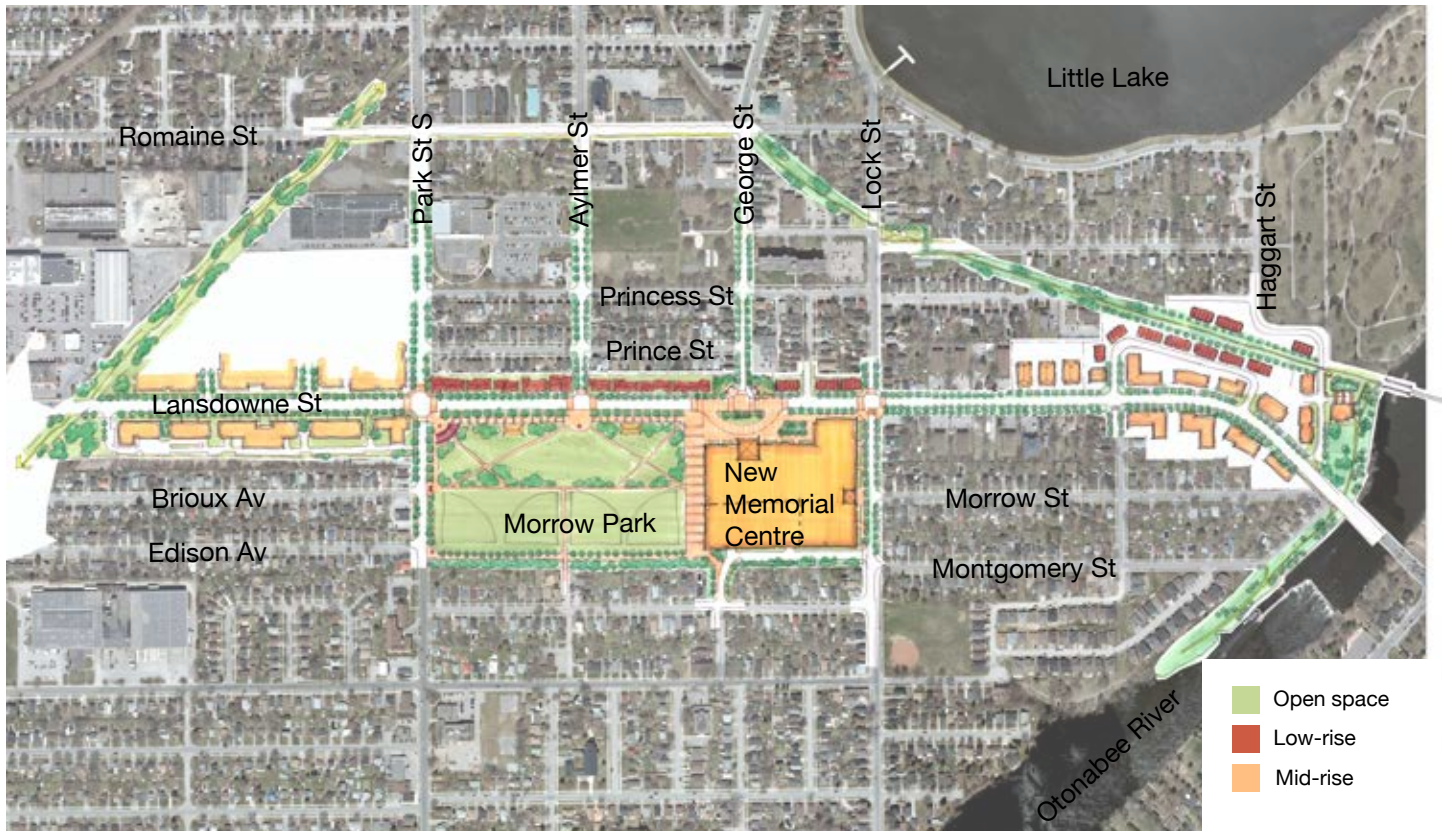 Little Lake
Romaine St
Park St S
Aylmer St
George St
Lock St
Haggart St
Princess St
Prince St
Lansdowne St
New
Memorial
Centre
Brioux Av
Morrow St
Morrow Park
Edison Av
Montgomery St
Otonabee River
Open space
Low-rise
Mid-rise